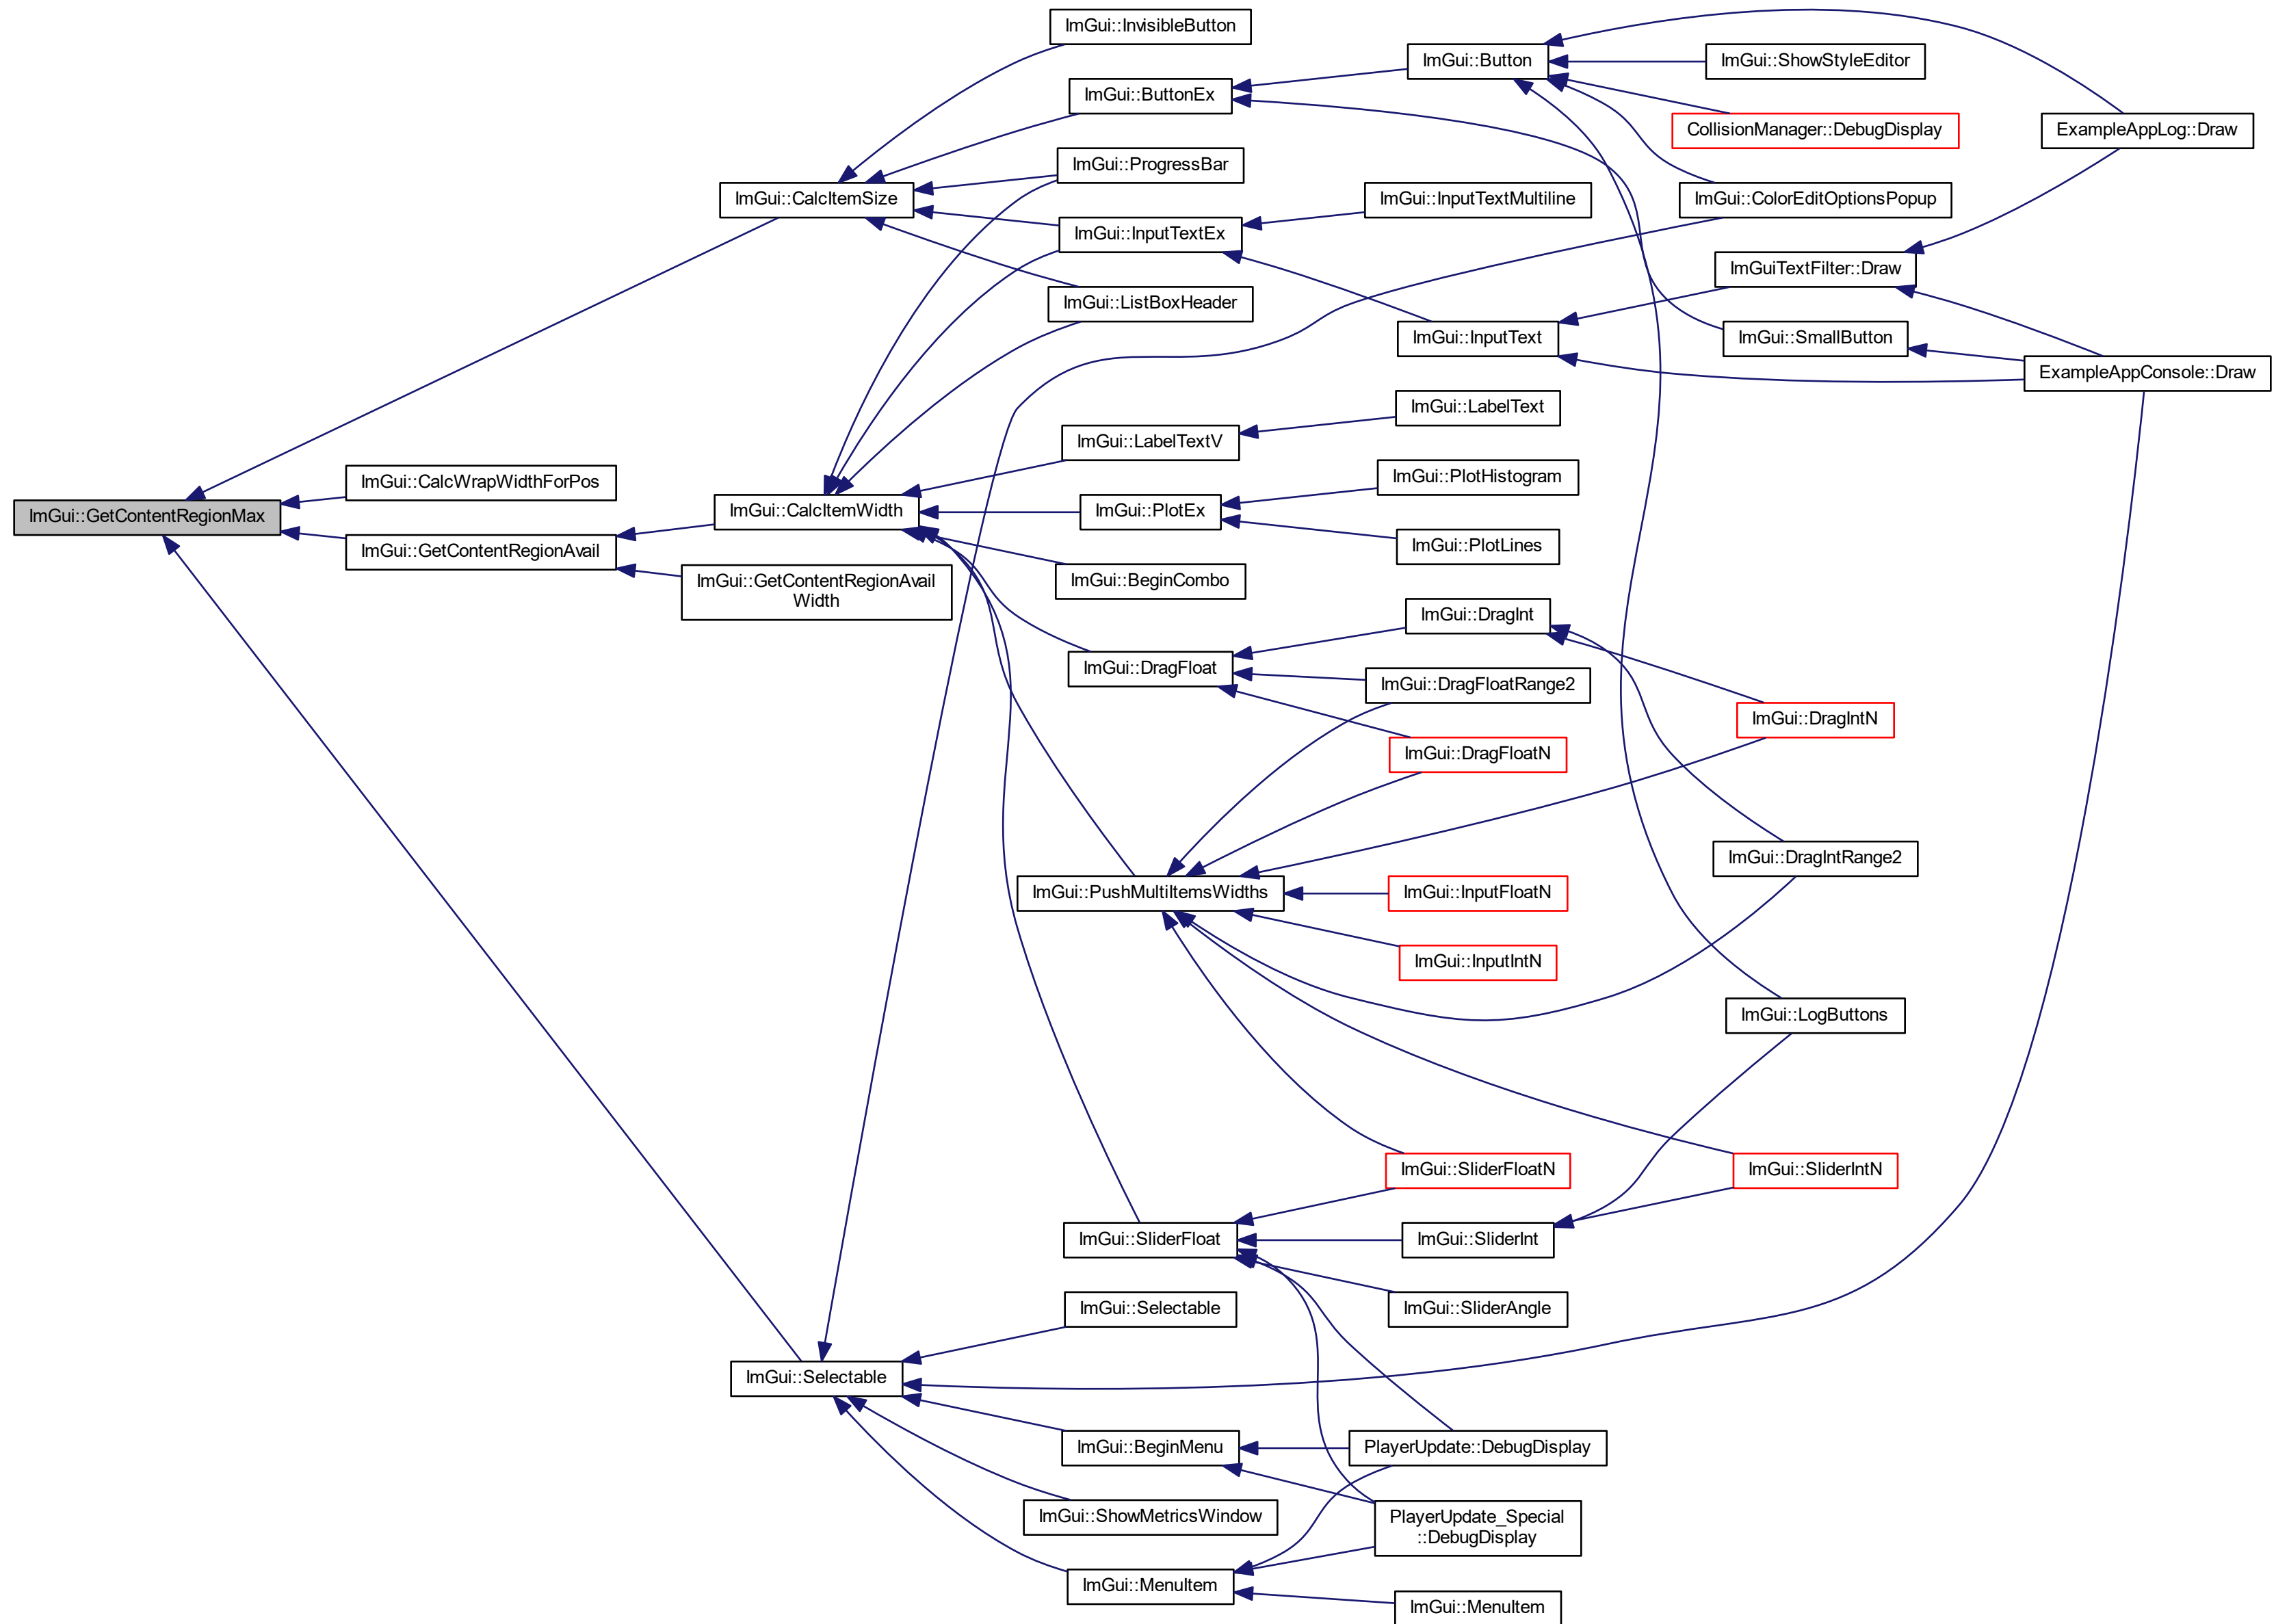 ImGui::InvisibleButton
ImGui::Button
ImGui::ShowStyleEditor
ImGui::ButtonEx
CollisionManager::DebugDisplay
ExampleAppLog::Draw
ImGui::ProgressBar
ImGui::CalcItemSize
ImGui::InputTextMultiline
ImGui::ColorEditOptionsPopup
ImGui::InputTextEx
ImGuiTextFilter::Draw
ImGui::ListBoxHeader
ImGui::InputText
ImGui::SmallButton
ExampleAppConsole::Draw
ImGui::LabelText
ImGui::LabelTextV
ImGui::CalcWrapWidthForPos
ImGui::PlotHistogram
ImGui::GetContentRegionMax
ImGui::CalcItemWidth
ImGui::PlotEx
ImGui::GetContentRegionAvail
ImGui::PlotLines
ImGui::GetContentRegionAvail
Width
ImGui::BeginCombo
ImGui::DragInt
ImGui::DragFloat
ImGui::DragFloatRange2
ImGui::DragIntN
ImGui::DragFloatN
ImGui::DragIntRange2
ImGui::PushMultiItemsWidths
ImGui::InputFloatN
ImGui::InputIntN
ImGui::LogButtons
ImGui::SliderFloatN
ImGui::SliderIntN
ImGui::SliderFloat
ImGui::SliderInt
ImGui::Selectable
ImGui::SliderAngle
ImGui::Selectable
ImGui::BeginMenu
PlayerUpdate::DebugDisplay
ImGui::ShowMetricsWindow
PlayerUpdate_Special
::DebugDisplay
ImGui::MenuItem
ImGui::MenuItem